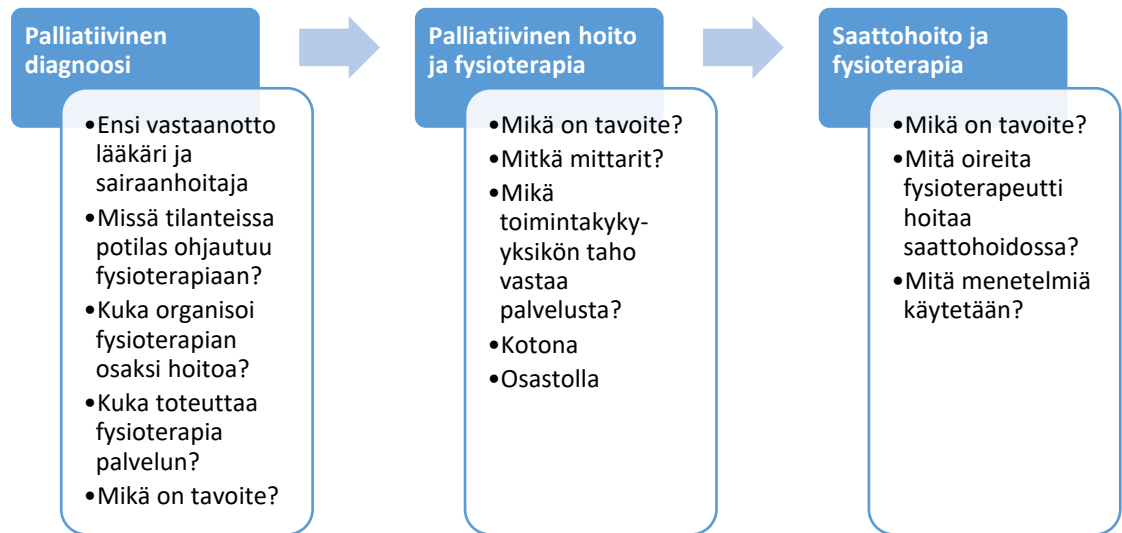 Palliatiivinen
diagnoosi
•Ensi vastaanotto
lääkäri ja
sairaanhoitaja
•Missä tilanteissa
potilas ohjautuu
fysioterapiaan?
•Kuka organisoi
fysioterapian
osaksi hoitoa?
•Kuka toteuttaa
fysioterapia
palvelun?
•Mikä on tavoite?
Palliatiivinen hoito
ja fysioterapia
•Mikä on tavoite?
•Mitkä mittarit?
•Mikä
toimintakyky-
yksikön taho
vastaa
palvelusta?
•Kotona
•Osastolla
Saattohoito ja
fysioterapia
•Mikä on tavoite?
•Mitä oireita
fysioterapeutti
hoitaa
saattohoidossa?
•Mitä menetelmiä
käytetään?